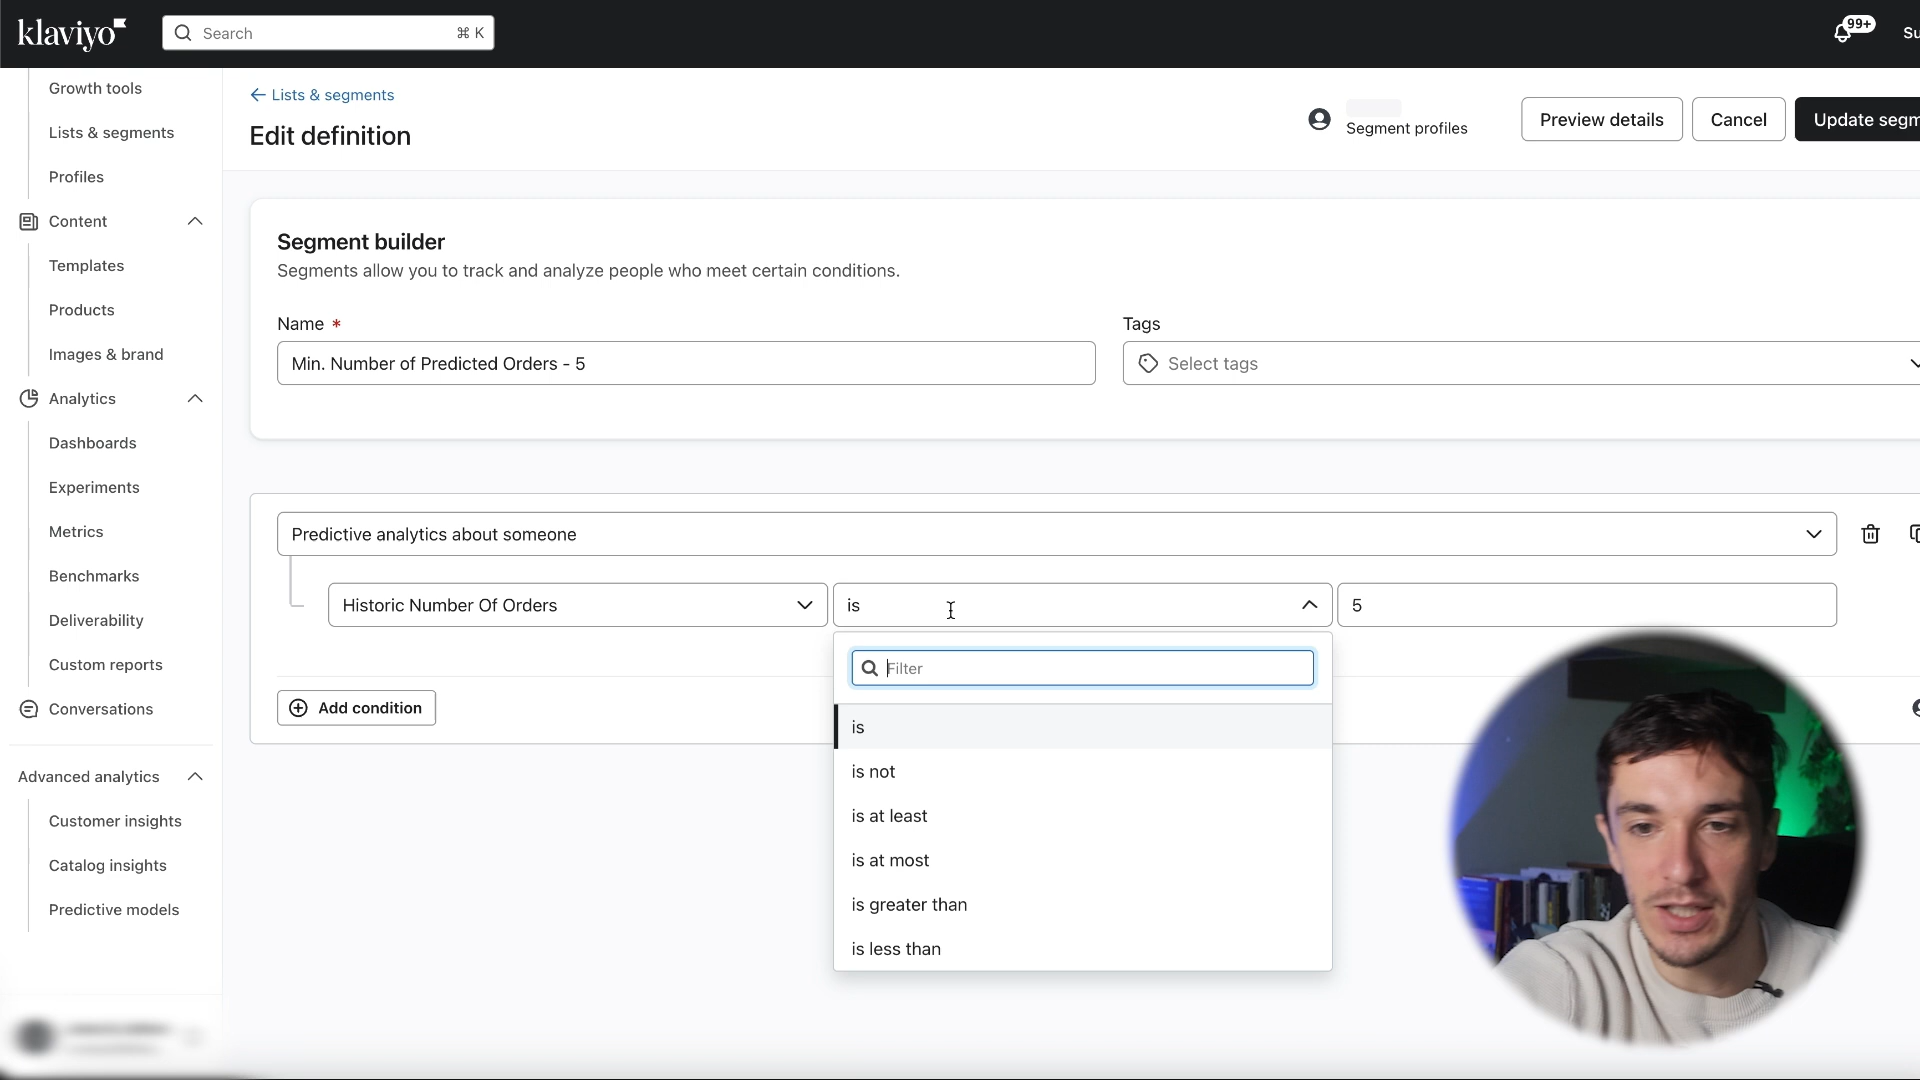 klaviyo
Search
⌘ K
99+
Su
Growth tools
Lists & segments
Profiles
Content
Templates
Products
Images & brand
Analytics
Dashboards
Experiments
Metrics
Benchmarks
Deliverability
Custom reports
Conversations
Advanced analytics
Customer insights
Catalog insights
Predictive models
← Lists & segments
Edit definition
Segment profiles
Preview details
Cancel
Update segm
Segment builder
Segments allow you to track and analyze people who meet certain conditions.
Name *
Min. Number of Predicted Orders - 5
Tags
Select tags
Predictive analytics about someone
Historic Number Of Orders
is
5
Filter
is
is not
is at least
is at most
is greater than
is less than
Add condition